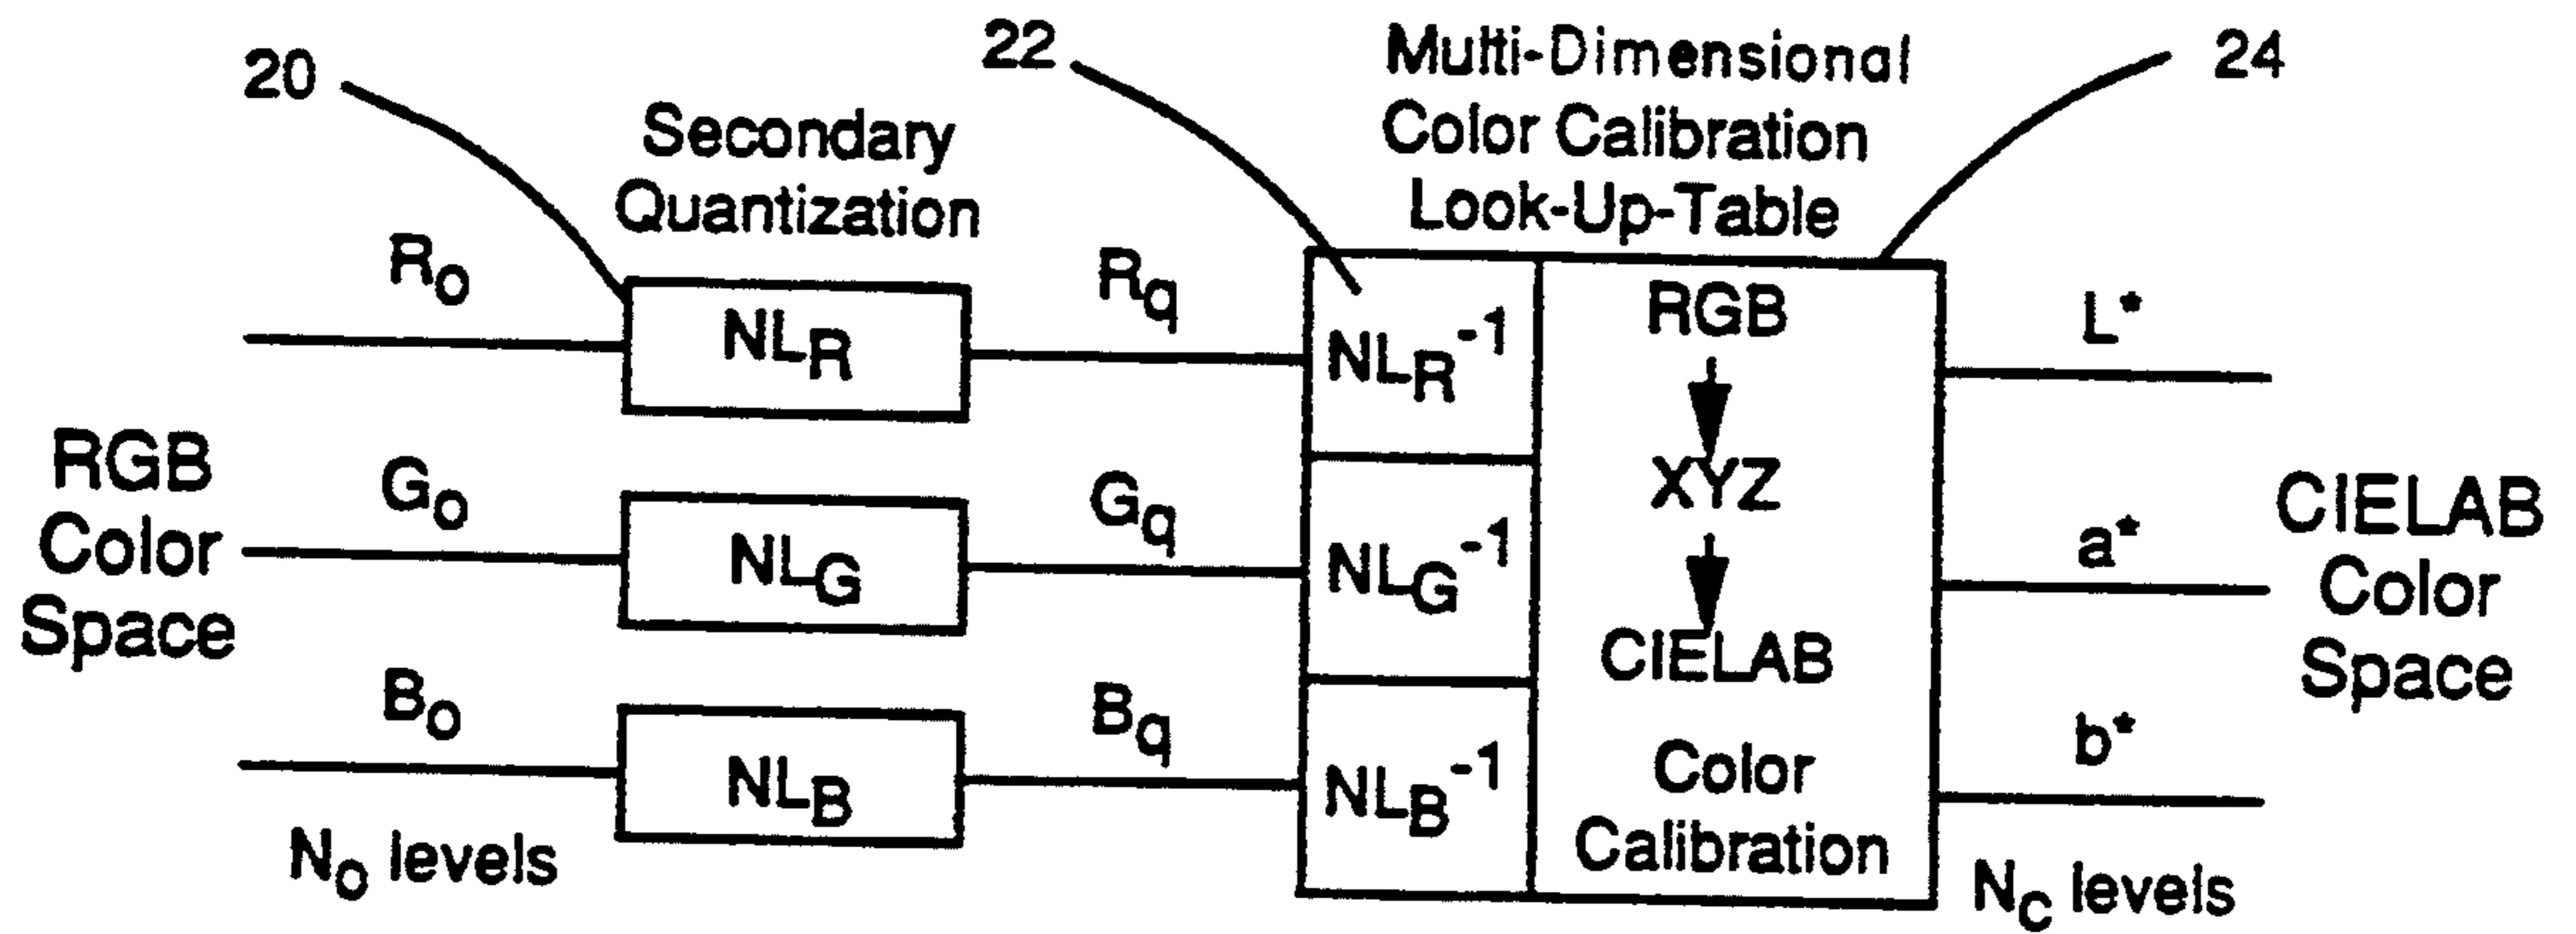 20
Secondary
Quantization
22
Multi-Dimensional
Color Calibration
Look-Up-Table
24
RGB
Color
Space
Ro
Go
Bo
No levels
NLR
NLG
NLB
Rq
Gq
Bq
NLR-1
NLG-1
NLB-1
RGB
XYZ
CIELAB
Color
Calibration
L*
a*
b*
Nc levels
CIELAB
Color
Space